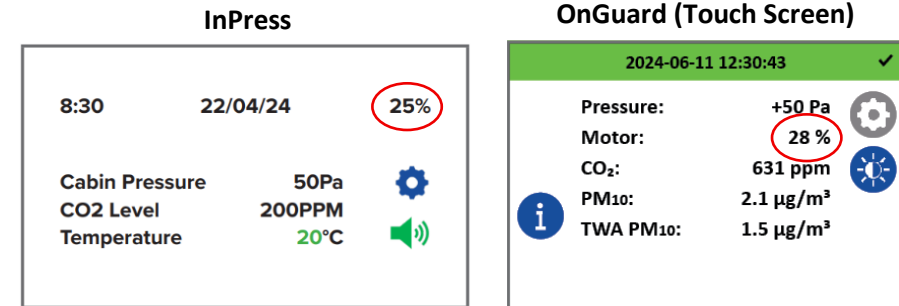 InPress
8:30 22/04/24 25%
Cabin Pressure 50Pa
CO2 Level 200PPM
Temperature 20°C
OnGuard (Touch Screen)
2024-06-11 12:30:43 ✓
Pressure: +50 Pa
Motor: 28 %
CO₂: 631 ppm
PM₁₀: 2.1 µg/m³
TWA PM₁₀: 1.5 µg/m³
i